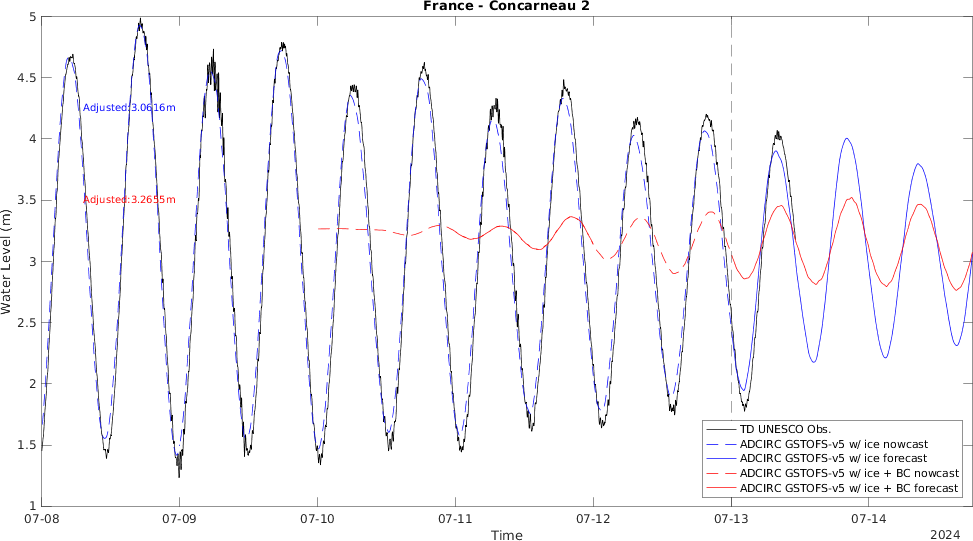 France - Concarneau 2
Water Level (m)
5
4.5
4
3.5
3
2.5
2
1.5
1
Adjusted:3.0616m
Adjusted:3.2655m
TD UNESCO Obs.
ADCIRC GSTOFS-v5 w/ ice nowcast
ADCIRC GSTOFS-v5 w/ ice forecast
ADCIRC GSTOFS-v5 w/ ice + BC nowcast
ADCIRC GSTOFS-v5 w/ ice + BC forecast
07-08 07-09 07-10 07-11 07-12 07-13 07-14
Time
2024